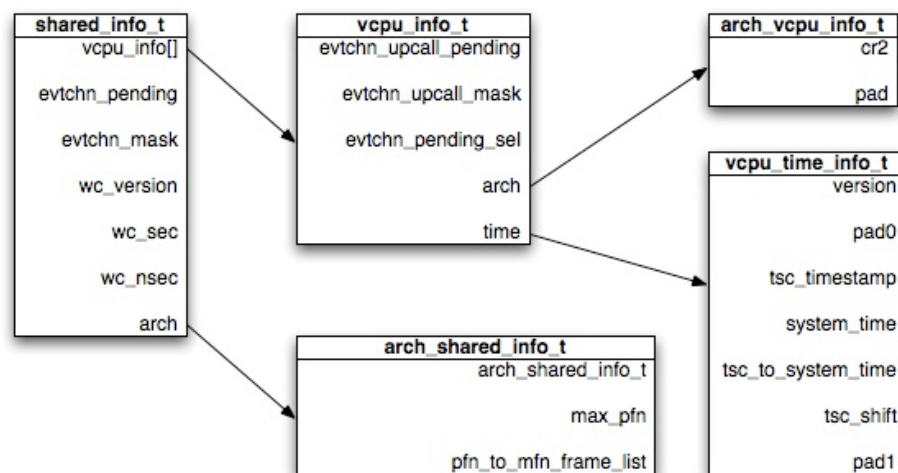 shared_info_t
vcpu_info[]
evtchn_pending
evtchn_mask
wc_version
wc_sec
wc_nsec
arch
vcpu_info_t
evtchn_upcall_pending
evtchn_upcall_mask
evtchn_pending_sel
arch
time
arch_vcpu_info_t
cr2
pad
vcpu_time_info_t
version
pad0
tsc_timestamp
system_time
tsc_to_system_time
tsc_shift
pad1
arch_shared_info_t
arch_shared_info_t
max_pfn
pfn_to_mfn_frame_list